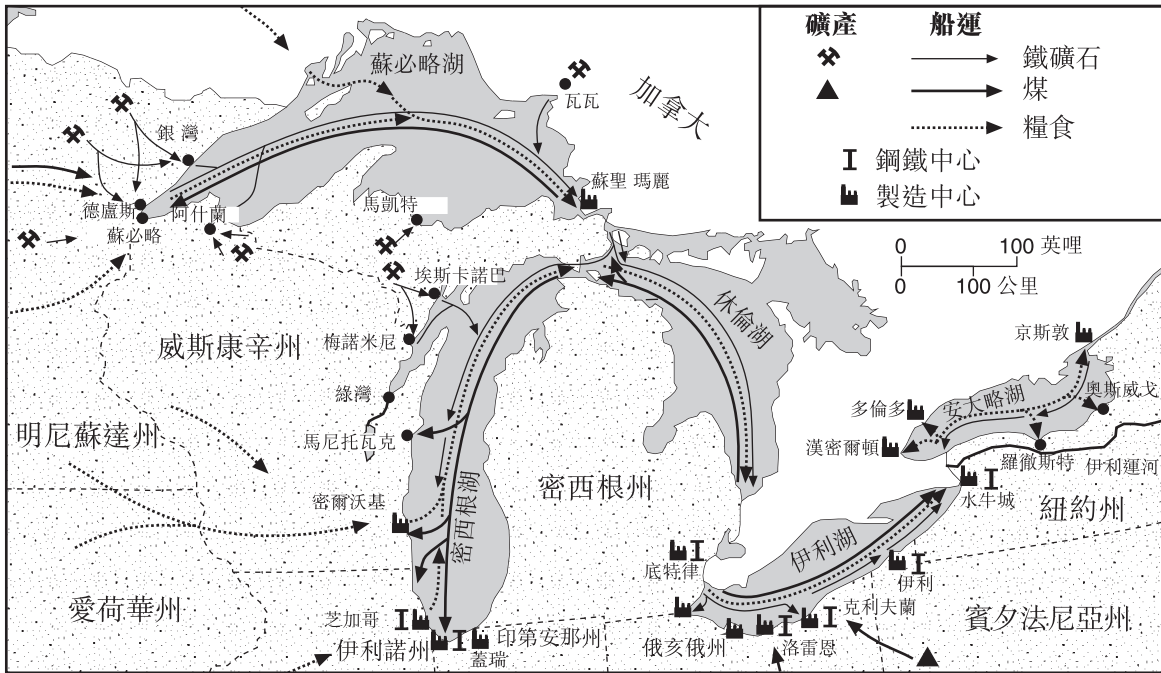 礦產
船運
鐵礦石
煤
糧食
鋼鐵中心
製造中心
蘇必略湖
加拿大
瓦瓦
銀灣
蘇聖 瑪麗
德盧斯
蘇必略
阿什蘭
馬凱特
0 100 英哩
0 100 公里
埃斯卡諾巴
休倫湖
威斯康辛州
梅諾米尼
京斯敦
綠灣
奧斯威戈
多倫多
安大略湖
明尼蘇達州
馬尼托瓦克
漢密爾頓
羅徹斯特
伊利運河
密西根州
密爾沃基
密西根湖
水牛城
紐約州
伊利湖
底特律
伊利
愛荷華州
芝加哥
克利夫蘭
賓夕法尼亞州
伊利諾州
印第安那州
蓋瑞
俄亥俄州
洛雷恩